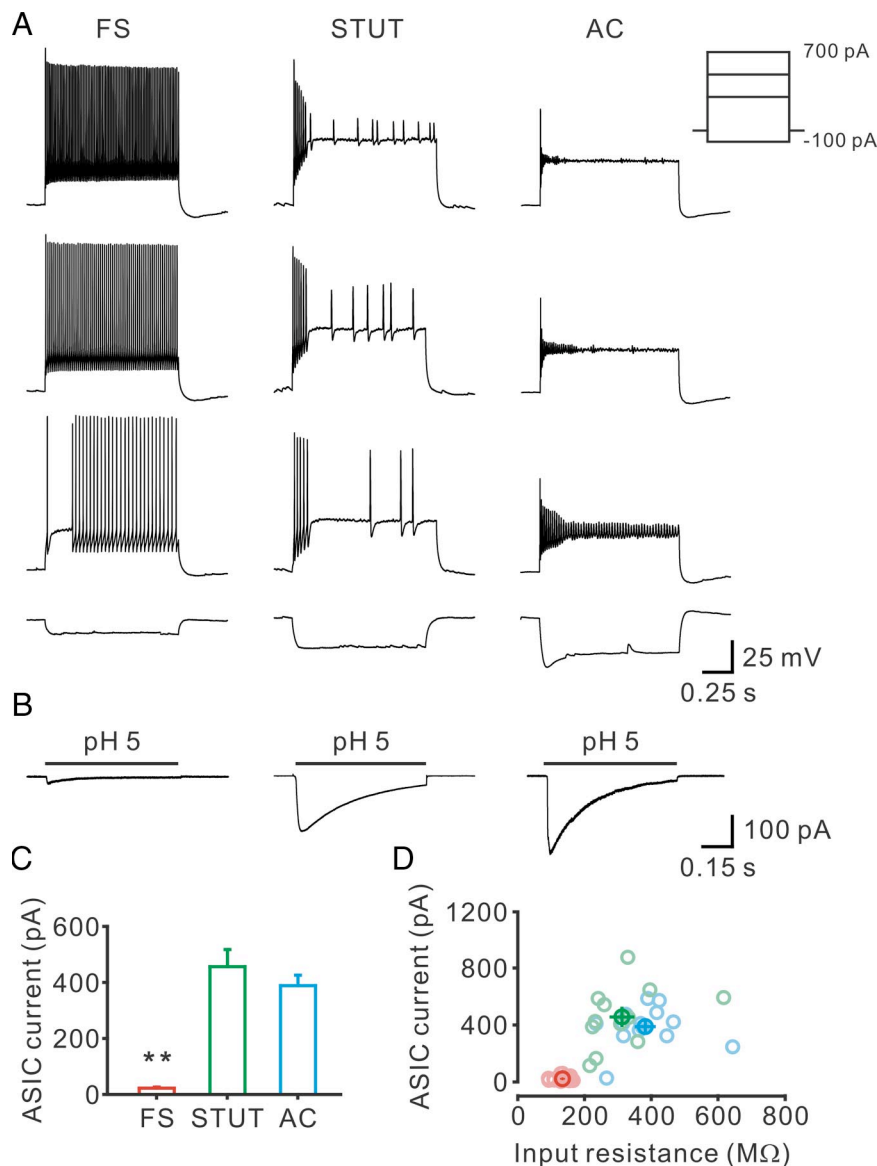 A
FS
STUT
AC
700 pA
-100 pA
25 mV
0.25 s
B
pH 5
pH 5
pH 5
100 pA
0.15 s
C
ASIC current (pA)
600
400
200
0
**
FS
STUT
AC
D
ASIC current (pA)
1200
800
400
0
0
200
400
600
800
Input resistance (MΩ)